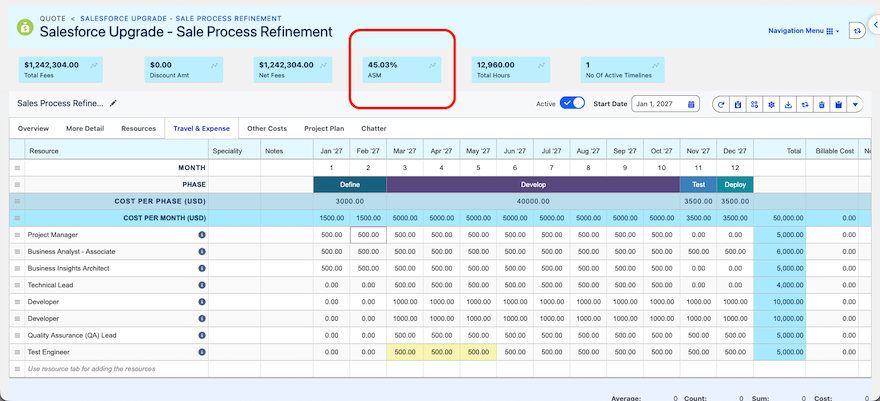 QUOTE < SALESFORCE UPGRADE - SALE PROCESS REFINEMENT
Salesforce Upgrade - Sale Process Refinement
Navigation Menu
$1,242,304.00 $0.00 $1,242,304.00 45.03% 12,960.00 1
Total Fees Discount Amt Net Fees ASM Total Hours No Of Active Timelines
Sales Process Refine... Active Start Date Jan 1, 2027
Overview More Detail Resources Travel & Expense Other Costs Project Plan Chatter
Resource Speciality Notes Jan '27 Feb '27 Mar '27 Apr '27 May '27 Jun '27 Jul '27 Aug '27 Sep '27 Oct '27 Nov '27 Dec '27 Total Billable Cost
MONTH 1 2 3 4 5 6 7 8 9 10 11 12
PHASE Define Develop Test Deploy
COST PER PHASE (USD) 3000.00 40000.00 3500.00 3500.00
COST PER MONTH (USD) 1500.00 1500.00 5000.00 5000.00 5000.00 5000.00 5000.00 5000.00 5000.00 5000.00 3500.00 3500.00 50,000.00 0.00
Project Manager 500.00 500.00 500.00 500.00 500.00 500.00 500.00 500.00 500.00 500.00 0.00 0.00 5,000.00 0.00
Business Analyst - Associate 500.00 500.00 500.00 500.00 500.00 500.00 500.00 500.00 500.00 500.00 500.00 500.00 6,000.00 0.00
Business Insights Architect 500.00 500.00 500.00 500.00 500.00 500.00 500.00 500.00 500.00 500.00 0.00 0.00 5,000.00 0.00
Technical Lead 0.00 0.00 500.00 500.00 500.00 500.00 500.00 500.00 500.00 500.00 0.00 0.00 4,000.00 0.00
Developer 0.00 0.00 1000.00 1000.00 1000.00 1000.00 1000.00 1000.00 1000.00 1000.00 1000.00 1000.00 10,000.00 0.00
Developer 0.00 0.00 1000.00 1000.00 1000.00 1000.00 1000.00 1000.00 1000.00 1000.00 1000.00 1000.00 10,000.00 0.00
Quality Assurance (QA) Lead 0.00 0.00 500.00 500.00 500.00 500.00 500.00 500.00 500.00 500.00 500.00 500.00 5,000.00 0.00
Test Engineer 0.00 0.00 500.00 500.00 500.00 500.00 500.00 500.00 500.00 500.00 500.00 500.00 5,000.00 0.00
Use resource tab for adding the resources
Average: 0 Count: 0 Sum: 0 Cost: 0